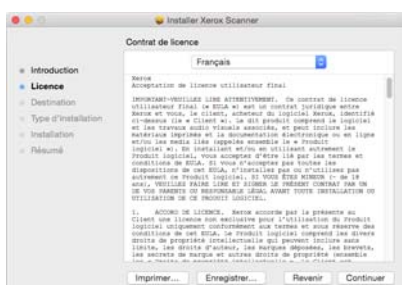 Installer Xerox Scanner
Contrat de licence
Français
Introduction
Licence
Destination
Type d'installation
Installation
Résumé
Xerox
Acceptation de licence utilisateur final
IMPORTANT-VEUILLEZ LIRE ATTENTIVEMENT. Ce contrat de licence
utilisateur final (e EULA e) est un contrat juridique entre
Xerox et vous, le client, acheteur du logiciel Xerox, identifié
ci-dessus (le e Client e). Le dit produit comprend le logiciel
et les travaux audio visuels associés, et peut inclure les
matériaux imprimés et la documentation électronique ou en ligne
et/ou les media liés (appelés ensemble le e Produit
logiciel e). En installant et/ou en utilisant autrement le
Produit logiciel, vous acceptez d'être lié par les termes et
conditions de cet EULA. Si vous n'acceptez pas toutes les
dispositions de cet EULA, n'installez pas ou n'utilisez pas
autrement ce Produit logiciel. SI VOUS ÊTES MINEUR (- de 18
ans), VEUILLEZ FAIRE LIRE ET SIGNER LE PRÉSENT CONTRAT PAR UN
DE VOS PARENTS OU RESPONSABLE LÉGAL AVANT TOUTE INSTALLATION OU
UTILISATION DE CE PRODUIT LOGICIEL.
1. ACCORD DE LICENCE. Xerox accorde par la présente au
Client une licence non exclusive pour l'utilisation du Produit
logiciel uniquement conformément aux termes et sous réserve des
conditions de cet EULA. Le Produit logiciel comprend les divers
droits de propriété intellectuelle qui peuvent inclure sans
limite, les droits d'auteur, les marques déposées, les brevets,
les secrets de marque et autres droits de propriété (ensemble
Imprimer... Enregistrer... Revenir Continuer